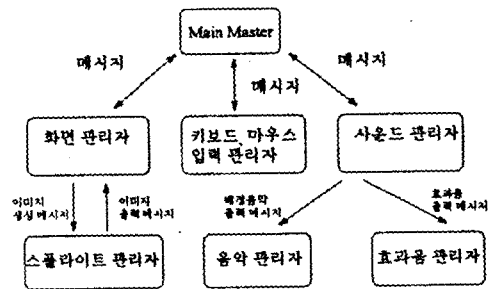 Main Master
메시지
메시지
메시지
화면 관리자
키보드, 마우스
입력 관리자
사운드 관리자
이미지
생성 메시지
이미지
출력 메시지
배경음악
출력 메시지
효과음
출력 메시지
스플라이트 관리자
음악 관리자
효과음 관리자